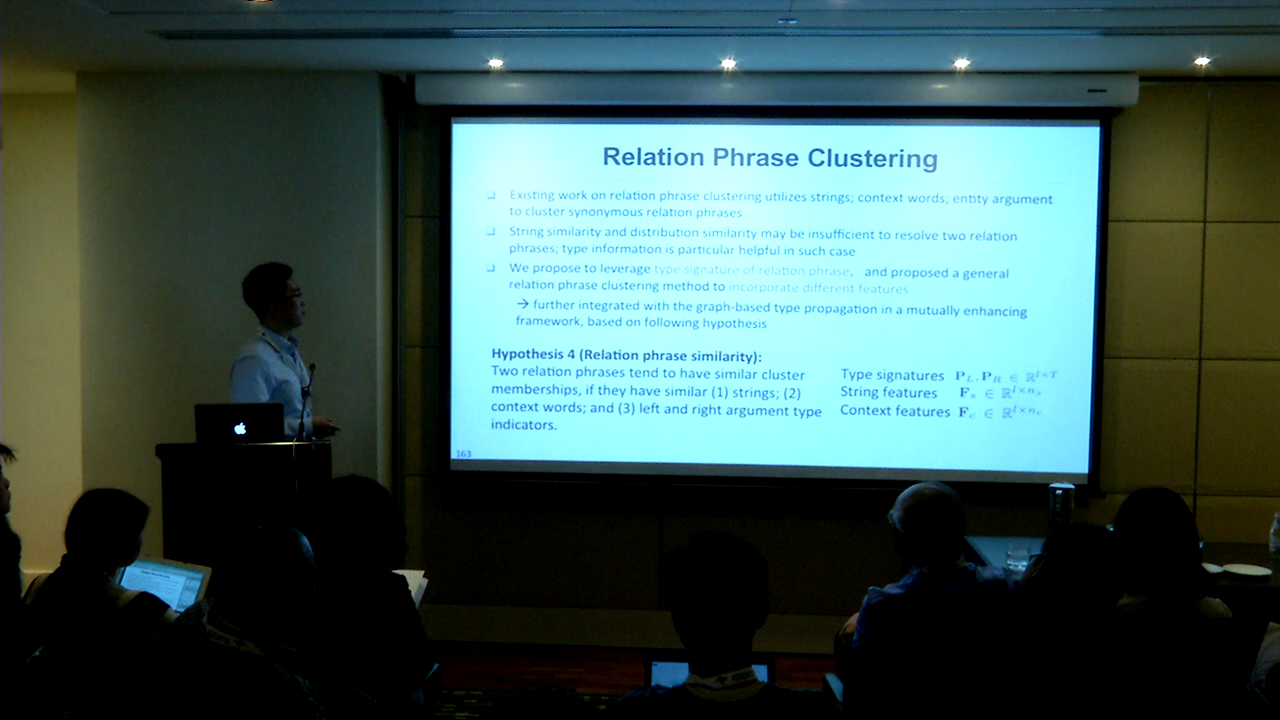 Relation Phrase Clustering
❑ Existing work on relation phrase clustering utilizes strings; context words; entity argument
to cluster synonymous relation phrases
❑ String similarity and distribution similarity may be insufficient to resolve two relation
phrases; type information is particular helpful in such case
❑ We propose to leverage type signature of relation phrase, and proposed a general
relation phrase clustering method to incorporate different features
→ further integrated with the graph-based type propagation in a mutually enhancing
framework, based on following hypothesis
Hypothesis 4 (Relation phrase similarity):
Two relation phrases tend to have similar cluster
memberships, if they have similar (1) strings; (2)
context words; and (3) left and right argument type
indicators.
Type signatures P_L, P_R ∈ ℝ^{l×T}
String features F_s ∈ ℝ^{l×n_s}
Context features F_c ∈ ℝ^{l×n_c}
163